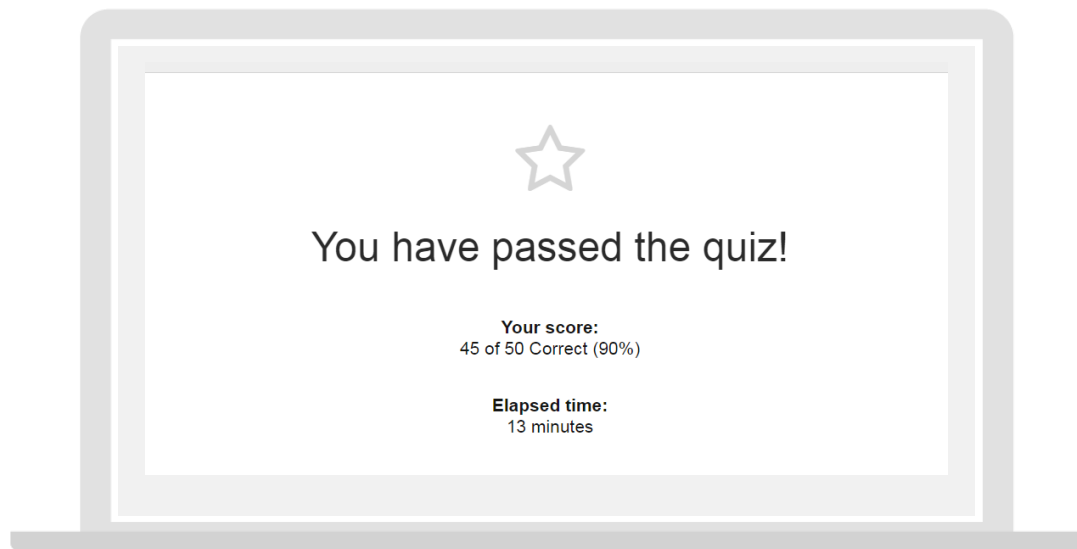 You have passed the quiz!
Your score:
45 of 50 Correct (90%)
Elapsed time:
13 minutes